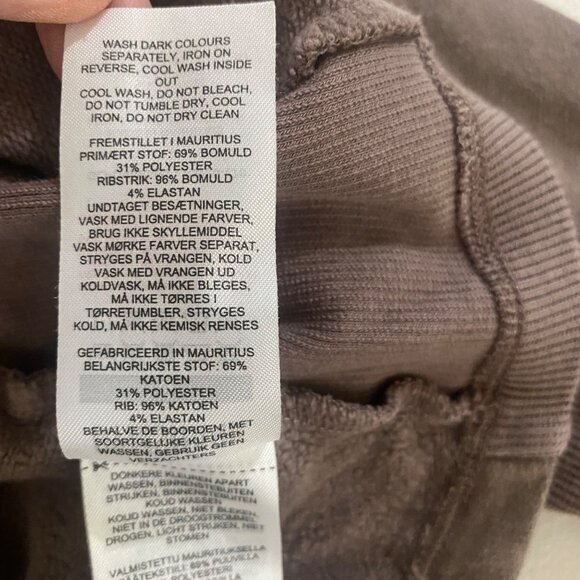 WASH DARK COLOURS
SEPARATELY, IRON ON
REVERSE, COOL WASH INSIDE
OUT
COOL WASH, DO NOT BLEACH,
DO NOT TUMBLE DRY, COOL
IRON, DO NOT DRY CLEAN
FREMSTILLET I MAURITIUS
PRIMÆRT STOF: 69% BOMULD
31% POLYESTER
RIBSTRIK: 96% BOMULD
4% ELASTAN
UNDTAGET BESÆTNINGER,
VASK MED LIGNENDE FARVER,
BRUG IKKE SKYLLEMIDDEL
VASK MØRKE FARVER SEPARAT,
STRYGES PÅ VRANGEN, KOLD
VASK MED VRANGEN UD
KOLDVASK, MÅ IKKE BLEGES,
MÅ IKKE TØRRES I
TØRRETUMBLER, STRYGES
KOLD, MÅ IKKE KEMISK RENSES
GEFABRICEERD IN MAURITIUS
BELANGRIJKSTE STOF: 69%
KATOEN
31% POLYESTER
RIB: 96% KATOEN
4% ELASTAN
BEHALVE DE BOORDEN, MET
SOORTGELIJKE KLEUREN
WASSEN, GEBRUIK GEEN
VERZACHTERS
DONKERE KLEUREN APART
WASSEN, BINNENSTEBUITEN
STRIJKEN, BINNENSTEBUITEN
KOUD WASSEN
KOUD WASSEN, NIET BLEKEN,
NIET IN DE DROOGTROMMEL
DROGEN, LICHT STRIJKEN, NIET
STOMEN
VALMISTETTU MAURITIUKSELLA